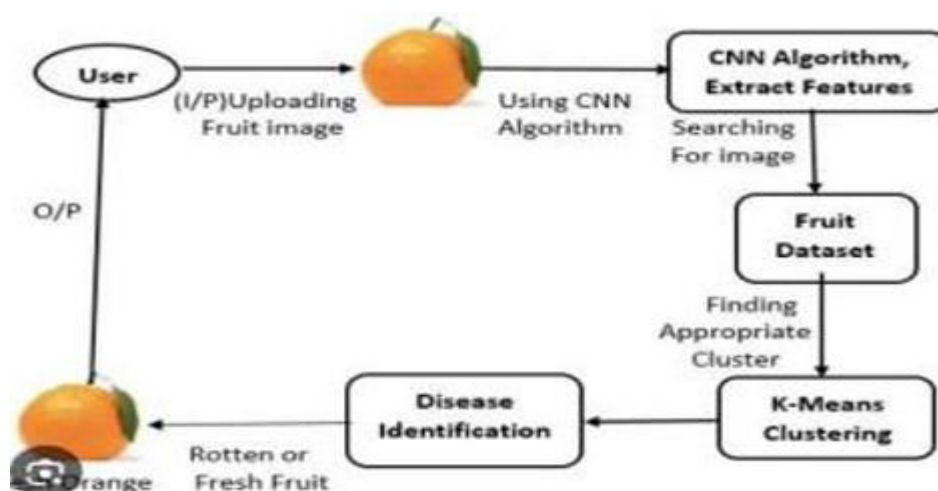 User
(I/P)Uploading
Fruit image
Using CNN
Algorithm
CNN Algorithm,
Extract Features
Searching
For image
Fruit
Dataset
Finding
Appropriate
Cluster
K-Means
Clustering
Disease
Identification
Rotten or
Fresh Fruit
Orange
O/P